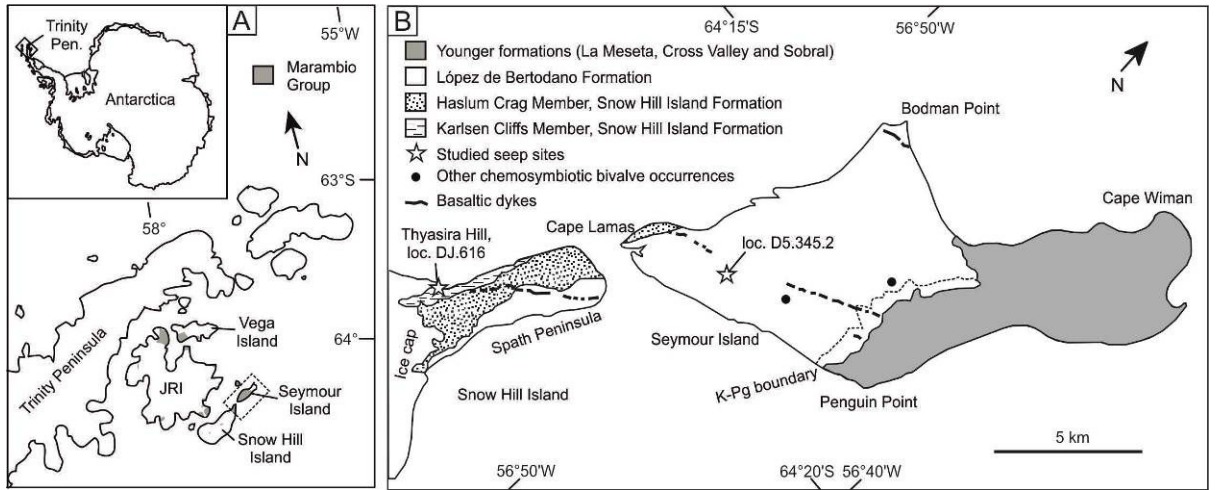 Trinity
Pen.
Antarctica
A
55°W
Marambio
Group
N
63°S
58°
Vega
Island
64°
Trinity Peninsula
JRI
Seymour
Island
Snow Hill
Island
B
64°15'S
56°50'W
Younger formations (La Meseta, Cross Valley and Sobral)
López de Bertodano Formation
Haslum Crag Member, Snow Hill Island Formation
Karlsen Cliffs Member, Snow Hill Island Formation
Studied seep sites
Other chemosymbiotic bivalve occurrences
Basaltic dykes
N
Bodman Point
Cape Wiman
Cape Lamas
Thyasira Hill,
loc. DJ.616
loc. D5.345.2
Ice cap
Spath Peninsula
Seymour Island
Snow Hill Island
K-Pg boundary
Penguin Point
5 km
56°50'W
64°20'S 56°40'W